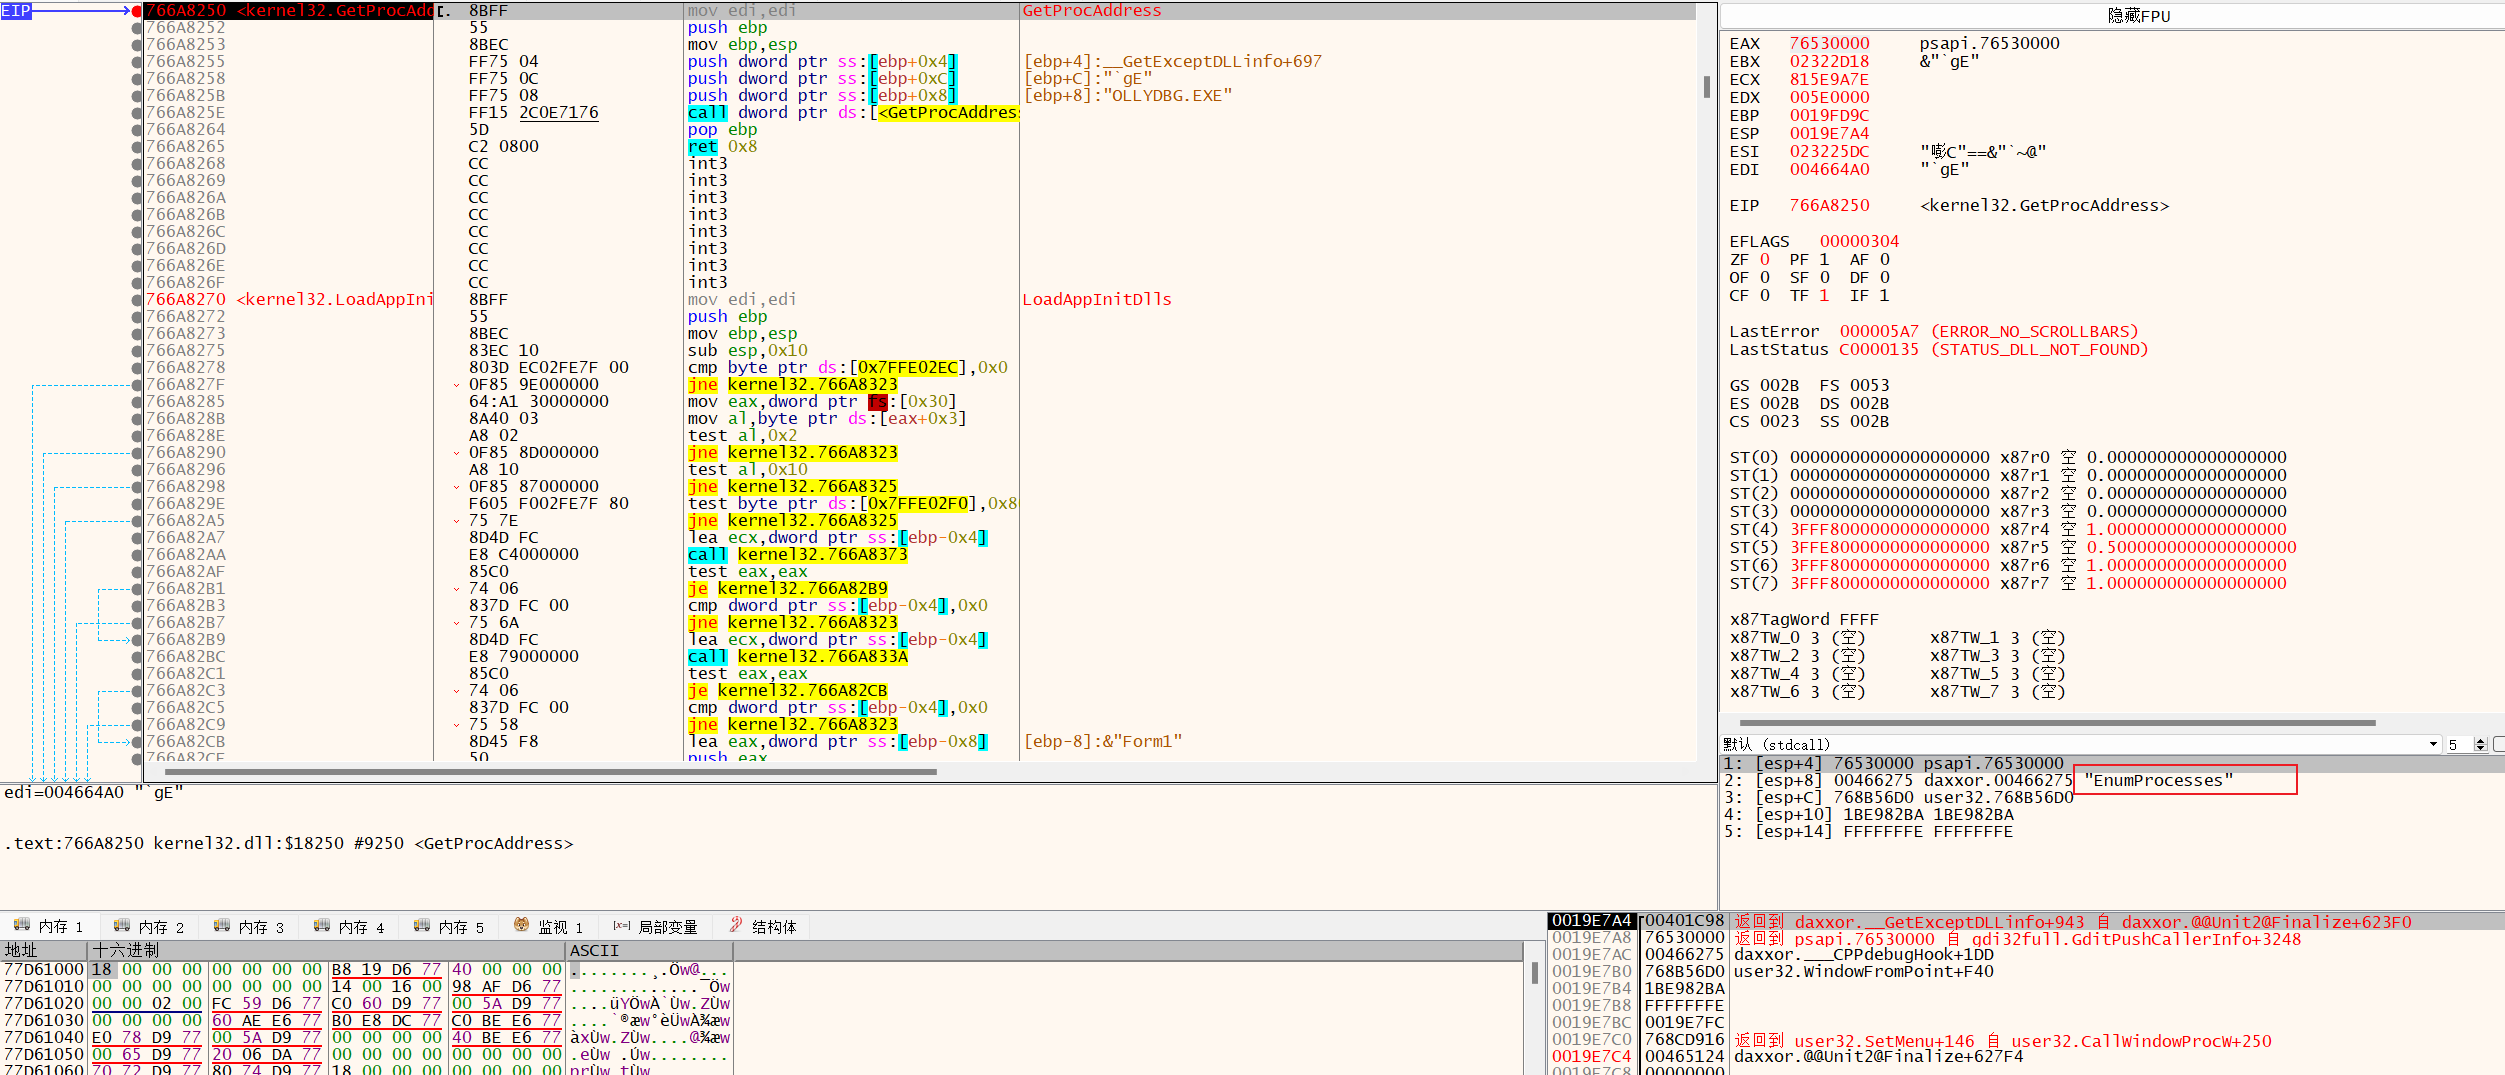 EIP 766A8250 <kernel32.GetProcAdd [. 8BFF mov edi,edi GetProcAddress
766A8252 55 push ebp
766A8253 8BEC mov ebp,esp
766A8255 FF75 04 push dword ptr ss:[ebp+0x4] [ebp+4]:__GetExceptDLLinfo+697
766A8258 FF75 0C push dword ptr ss:[ebp+0xC] [ebp+C]:"`gE"
766A825B FF75 08 push dword ptr ss:[ebp+0x8] [ebp+8]:"OLLYDBG.EXE"
766A825E FF15 2C0E7176 call dword ptr ds:[<GetProcAddres
766A8264 5D pop ebp
766A8265 C2 0800 ret 0x8
766A8268 CC int3
766A8269 CC int3
766A826A CC int3
766A826B CC int3
766A826C CC int3
766A826D CC int3
766A826E CC int3
766A826F CC int3
766A8270 <kernel32.LoadAppIni 8BFF mov edi,edi LoadAppInitDlls
766A8272 55 push ebp
766A8273 8BEC mov ebp,esp
766A8275 83EC 10 sub esp,0x10
766A8278 803D EC02FE7F 00 cmp byte ptr ds:[0x7FFE02EC],0x0
766A827F 0F85 9E000000 jne kernel32.766A8323
766A8285 64:A1 30000000 mov eax,dword ptr fs:[0x30]
766A828B 8A40 03 mov al,byte ptr ds:[eax+0x3]
766A828E A8 02 test al,0x2
766A8290 0F85 8D000000 jne kernel32.766A8323
766A8296 A8 10 test al,0x10
766A8298 0F85 87000000 jne kernel32.766A8325
766A829E F605 F002FE7F 80 test byte ptr ds:[0x7FFE02F0],0x8
766A82A5 75 7E jne kernel32.766A8325
766A82A7 8D4D FC lea ecx,dword ptr ss:[ebp-0x4]
766A82AA E8 C4000000 call kernel32.766A8373
766A82AF 85C0 test eax,eax
766A82B1 74 06 je kernel32.766A82B9
766A82B3 837D FC 00 cmp dword ptr ss:[ebp-0x4],0x0
766A82B7 75 6A jne kernel32.766A8323
766A82B9 8D4D FC lea ecx,dword ptr ss:[ebp-0x4]
766A82BC E8 79000000 call kernel32.766A833A
766A82C1 85C0 test eax,eax
766A82C3 74 06 je kernel32.766A82CB
766A82C5 837D FC 00 cmp dword ptr ss:[ebp-0x4],0x0
766A82C9 75 58 jne kernel32.766A8323
766A82CB 8D45 F8 lea eax,dword ptr ss:[ebp-0x8] [ebp-8]:&"Form1"
766A82CE 50 push eax
隐藏FPU
EAX 76530000 psapi.76530000
EBX 02322D18 &"`gE"
ECX 815E9A7E
EDX 005E0000
EBP 0019FD9C
ESP 0019E7A4
ESI 023225DC "嘭C"==&"`~@"
EDI 004664A0 "`gE"
EIP 766A8250 <kernel32.GetProcAddress>
EFLAGS 00000304
ZF 0 PF 1 AF 0
OF 0 SF 0 DF 0
CF 0 TF 1 IF 1
LastError 000005A7 (ERROR_NO_SCROLLBARS)
LastStatus C0000135 (STATUS_DLL_NOT_FOUND)
GS 002B FS 0053
ES 002B DS 002B
CS 0023 SS 002B
ST(0) 00000000000000000000 x87r0 空 0.000000000000000000
ST(1) 00000000000000000000 x87r1 空 0.000000000000000000
ST(2) 00000000000000000000 x87r2 空 0.000000000000000000
ST(3) 00000000000000000000 x87r3 空 0.000000000000000000
ST(4) 3FFF8000000000000000 x87r4 空 1.000000000000000000
ST(5) 3FFE8000000000000000 x87r5 空 0.5000000000000000000
ST(6) 3FFF8000000000000000 x87r6 空 1.000000000000000000
ST(7) 3FFF8000000000000000 x87r7 空 1.000000000000000000
x87TagWord FFFF
x87TW_0 3 (空) x87TW_1 3 (空)
x87TW_2 3 (空) x87TW_3 3 (空)
x87TW_4 3 (空) x87TW_5 3 (空)
x87TW_6 3 (空) x87TW_7 3 (空)
默认 (stdcall) 5
1: [esp+4] 76530000 psapi.76530000
2: [esp+8] 00466275 daxxor.00466275 "EnumProcesses"
3: [esp+C] 768B56D0 user32.768B56D0
4: [esp+10] 1BE982BA 1BE982BA
5: [esp+14] FFFFFFFE FFFFFFFE
edi=004664A0 "`gE"
.text:766A8250 kernel32.dll:$18250 #9250 <GetProcAddress>
内存 1 内存 2 内存 3 内存 4 内存 5 监视 1 [x=] 局部变量 结构体
地址 十六进制 ASCII
77D61000 18 00 00 00 00 00 00 00 B8 19 D6 77 40 00 00 00 ........¸.Öw@...
77D61010 00 00 00 00 00 00 00 00 14 00 16 00 98 AF D6 77 .............¯Öw
77D61020 00 00 02 00 FC 59 D6 77 C0 60 D9 77 00 5A D9 77 ....üYÖwÀ`Ùw.ZÙw
77D61030 00 00 00 00 60 AE E6 77 B0 E8 DC 77 C0 BE E6 77 ....`®æw°èÜwÀ¾æw
77D61040 E0 78 D9 77 00 5A D9 77 00 00 00 00 40 BE E6 77 àxÙw.ZÙw....@¾æw
77D61050 00 65 D9 77 20 06 DA 77 00 00 00 00 00 00 00 00 .eÙw .Úw........
77D61060 70 72 D9 77 80 74 D9 77 18 00 00 00 00 00 00 00 prÙw.tÙw
0019E7A4 00401C98 返回到 daxxor.__GetExceptDLLinfo+943 自 daxxor.@@Unit2@Finalize+623F0
0019E7A8 76530000 返回到 psapi.76530000 自 gdi32full.GditPushCallerInfo+3248
0019E7AC 00466275 daxxor.___CPPdebugHook+1DD
0019E7B0 768B56D0 user32.WindowFromPoint+F40
0019E7B4 1BE982BA
0019E7B8 FFFFFFFE
0019E7BC 0019E7FC
0019E7C0 768CD916 返回到 user32.SetMenu+146 自 user32.CallWindowProcW+250
0019E7C4 00465124 daxxor.@@Unit2@Finalize+627F4
0019E7C8 00000000